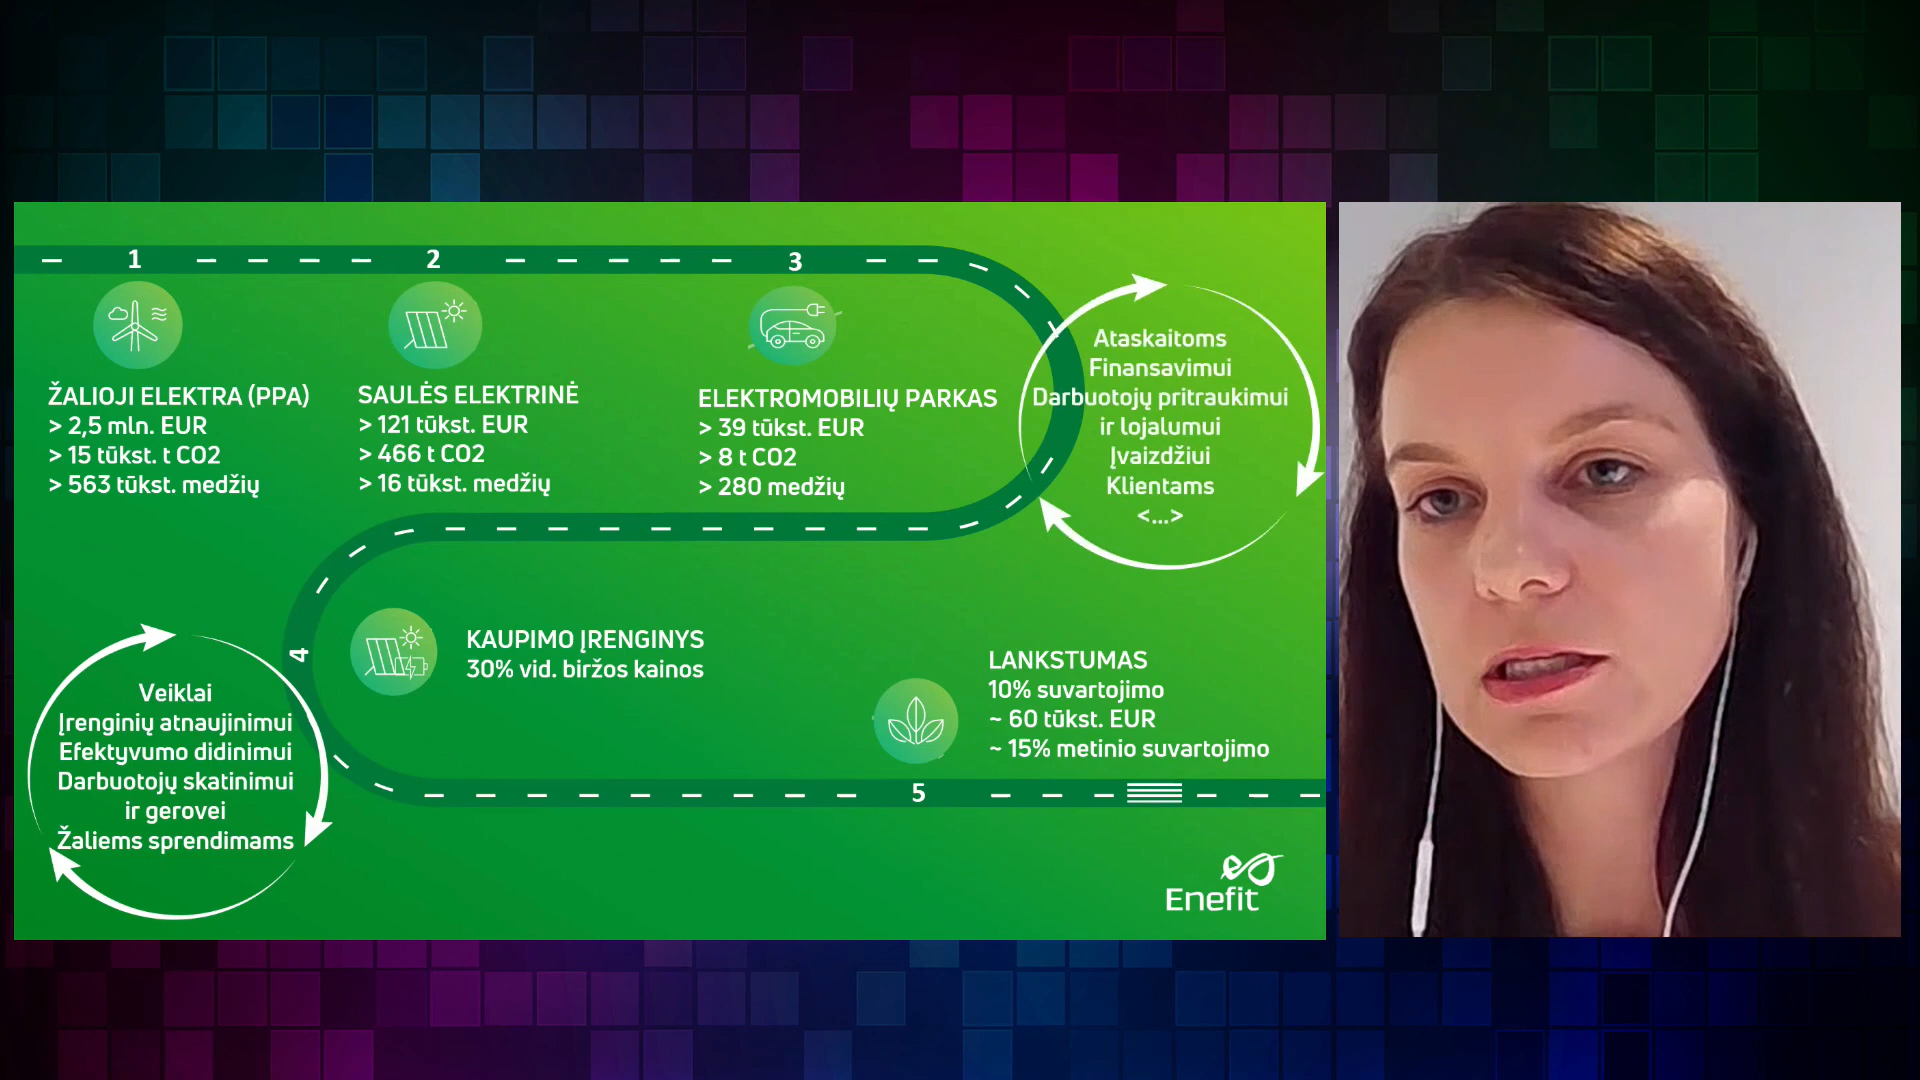 1
2
3
ŽALIOJI ELEKTRA (PPA)
> 2,5 mln. EUR
> 15 tūkst. t CO2
> 563 tūkst. medžių
SAULĖS ELEKTRINĖ
> 121 tūkst. EUR
> 466 t CO2
> 16 tūkst. medžių
ELEKTROMOBILIŲ PARKAS
> 39 tūkst. EUR
> 8 t CO2
> 280 medžių
Ataskaitoms
Finansavimui
Darbuotojų pritraukimui
ir lojalumui
Įvaizdžiui
Klientams
<...>
4
KAUPIMO ĮRENGINYS
30% vid. biržos kainos
LANKSTUMAS
10% suvartojimo
~ 60 tūkst. EUR
~ 15% metinio suvartojimo
Veiklai
Įrenginių atnaujinimui
Efektyvumo didinimui
Darbuotojų skatinimui
ir gerovei
Žaliems sprendimams
5
Enefit